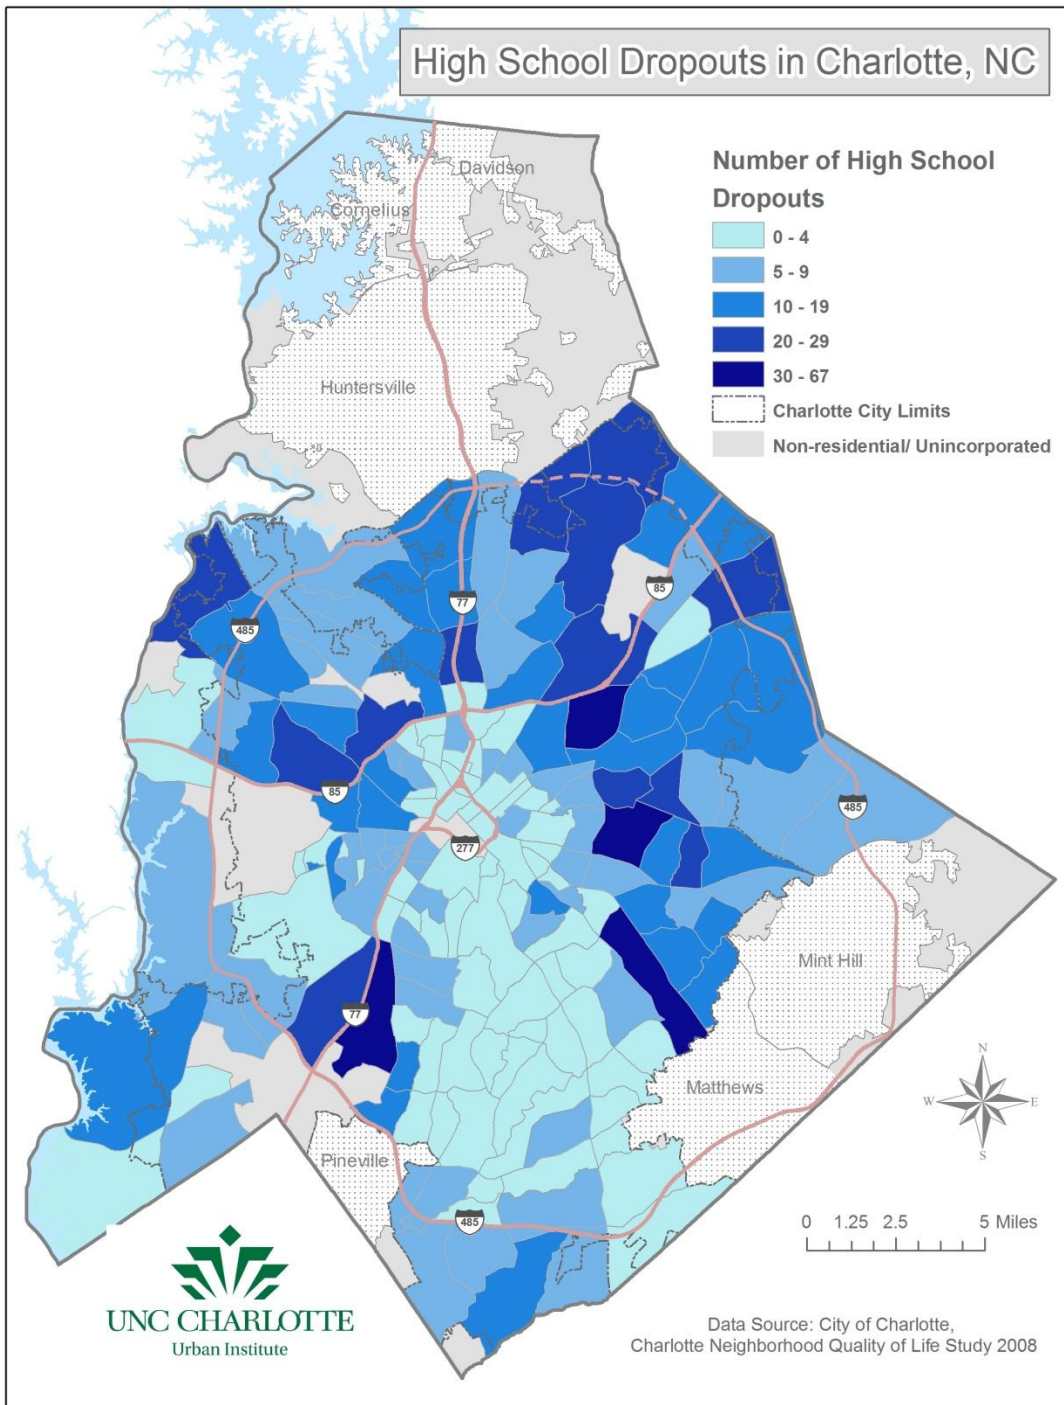 High School Dropouts in Charlotte, NC
Number of High School
Dropouts
0 - 4
5 - 9
10 - 19
20 - 29
30 - 67
Charlotte City Limits
Non-residential/ Unincorporated
Davidson
Cornelius
Huntersville
77
85
485
85
485
277
Mint Hill
77
Matthews
Pineville
485
N
W
E
S
0 1.25 2.5 5 Miles
UNC CHARLOTTE
Urban Institute
Data Source: City of Charlotte,
Charlotte Neighborhood Quality of Life Study 2008